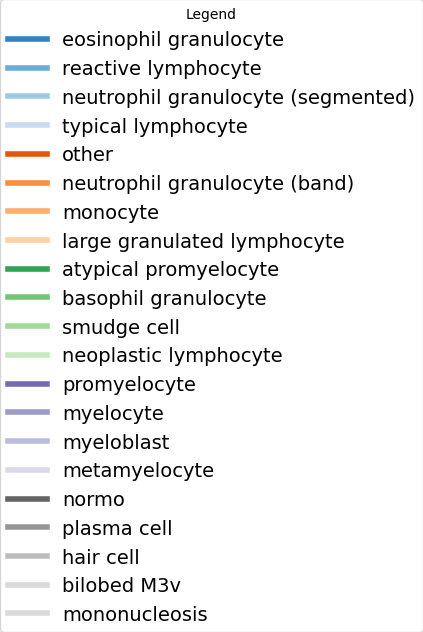 Legend
eosinophil granulocyte
reactive lymphocyte
neutrophil granulocyte (segmented)
typical lymphocyte
other
neutrophil granulocyte (band)
monocyte
large granulated lymphocyte
atypical promyelocyte
basophil granulocyte
smudge cell
neoplastic lymphocyte
promyelocyte
myelocyte
myeloblast
metamyelocyte
normo
plasma cell
hair cell
bilobed M3v
mononucleosis